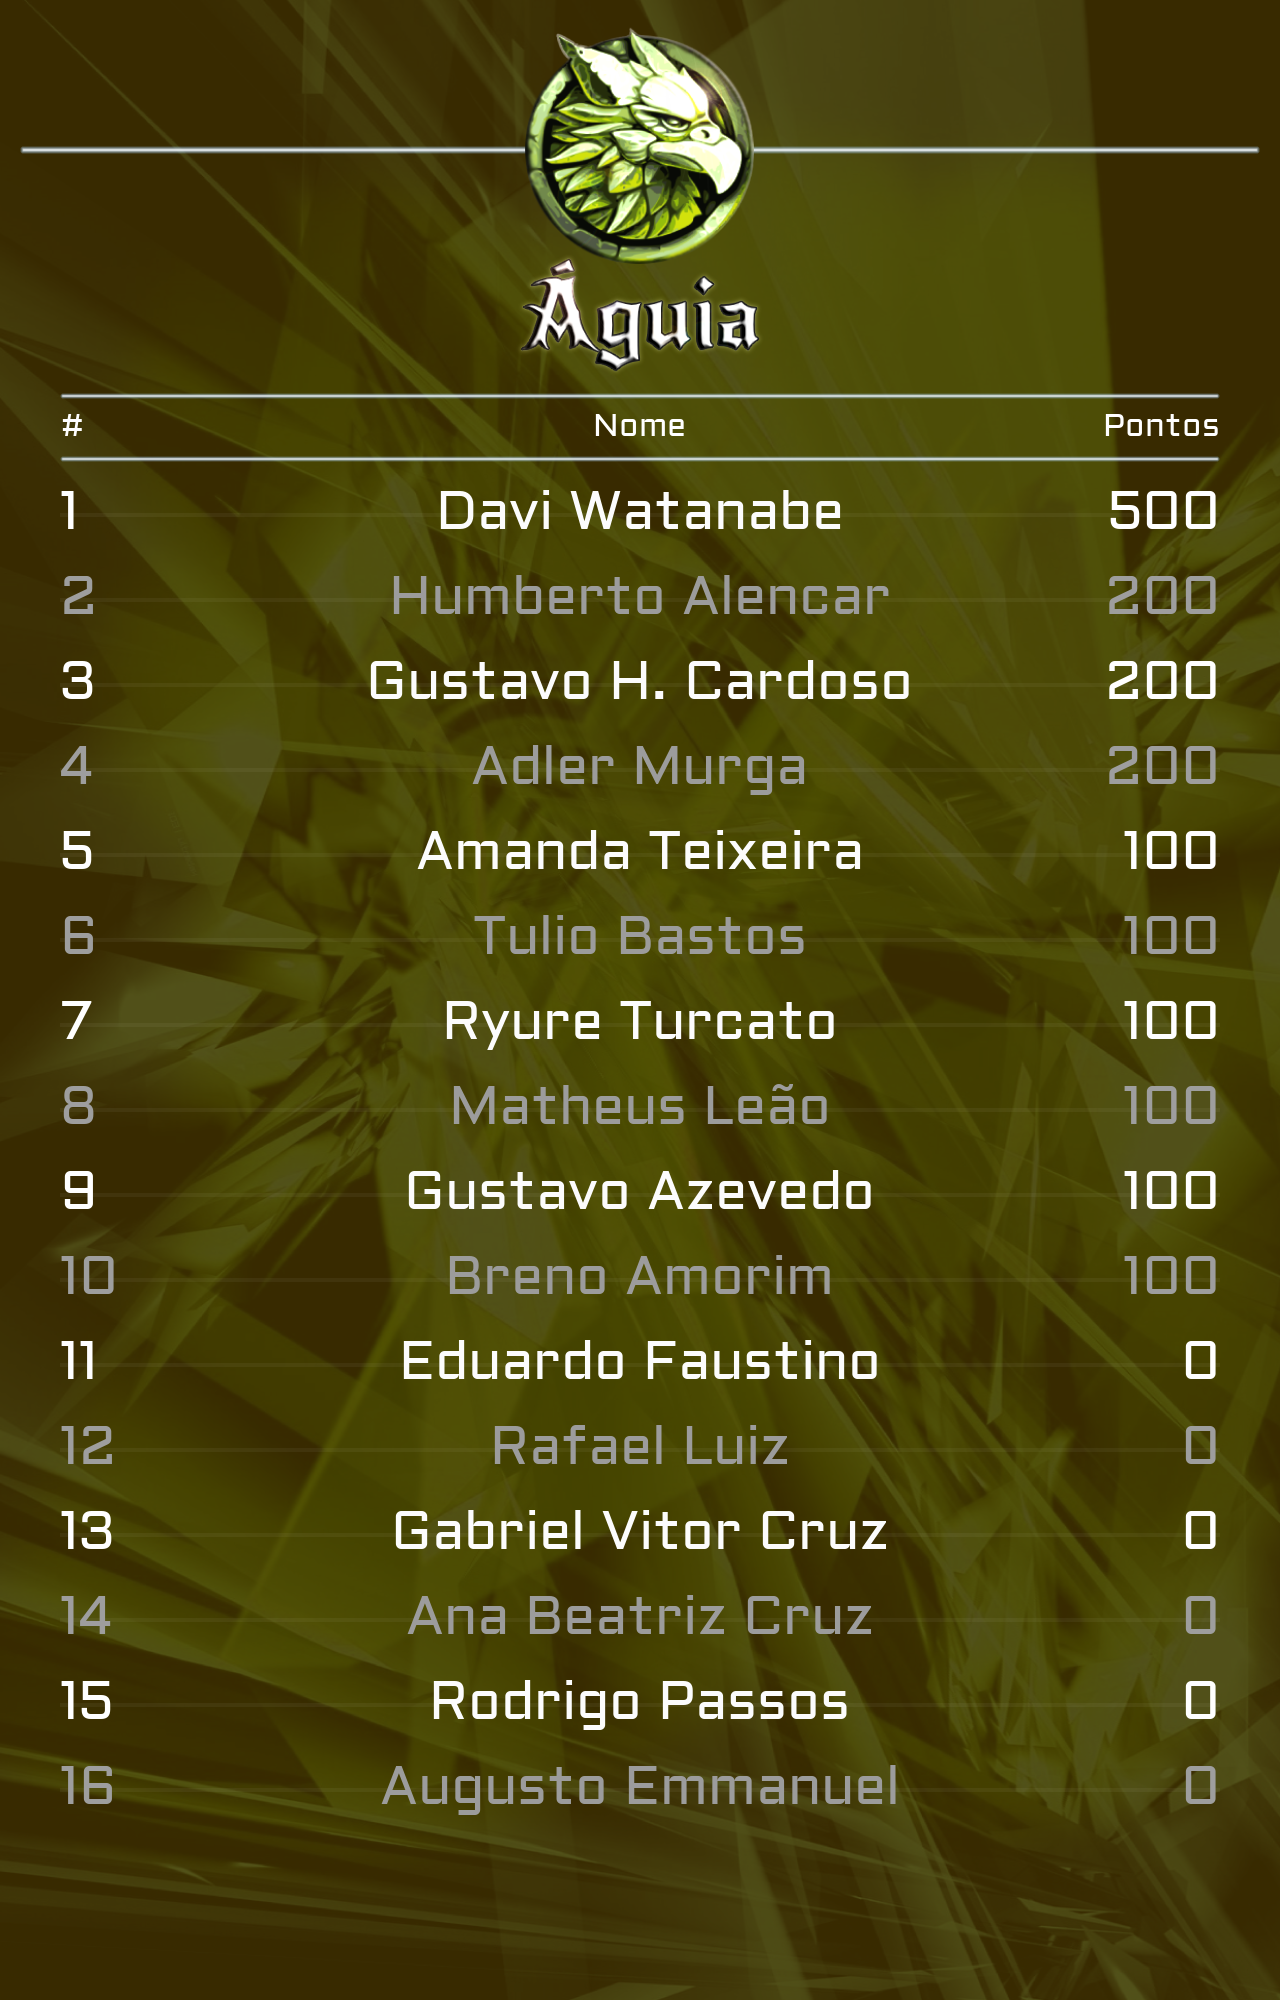 Águia
# Nome Pontos
1 Davi Watanabe 500
2 Humberto Alencar 200
3 Gustavo H. Cardoso 200
4 Adler Murga 200
5 Amanda Teixeira 100
6 Tulio Bastos 100
7 Ryure Turcato 100
8 Matheus Leão 100
9 Gustavo Azevedo 100
10 Breno Amorim 100
11 Eduardo Faustino 0
12 Rafael Luiz 0
13 Gabriel Vitor Cruz 0
14 Ana Beatriz Cruz 0
15 Rodrigo Passos 0
16 Augusto Emmanuel 0